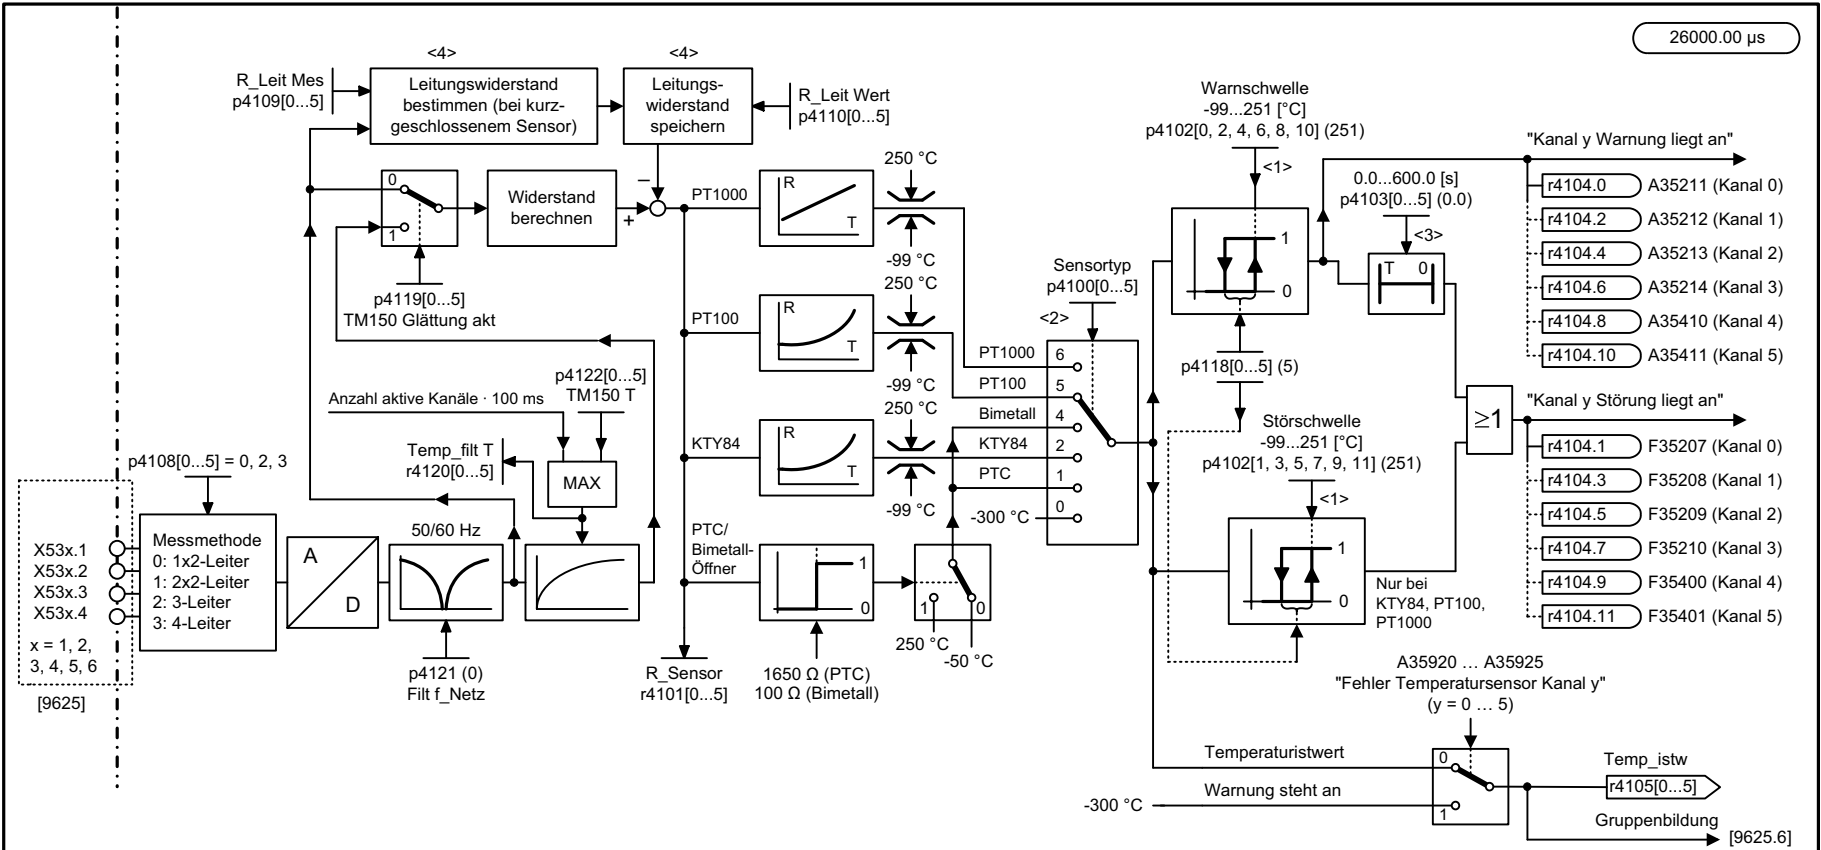 26000.00 µs
<4>
<4>
R_Leit Mes
p4109[0...5]
Leitungswiderstand
bestimmen (bei kurz-
geschlossenem Sensor)
Leitungs-
widerstand
speichern
R_Leit Wert
p4110[0...5]
0
1
Widerstand
berechnen
–
+
p4119[0...5]
TM150 Glättung akt
Anzahl aktive Kanäle · 100 ms
p4122[0...5]
TM150 T
Temp_filt T
r4120[0...5]
MAX
p4108[0...5] = 0, 2, 3
X53x.1
X53x.2
X53x.3
X53x.4
x = 1, 2,
3, 4, 5, 6
[9625]
Messmethode
0: 1x2-Leiter
1: 2x2-Leiter
2: 3-Leiter
3: 4-Leiter
A
D
50/60 Hz
p4121 (0)
Filt f_Netz
PT1000
R
T
250 °C
-99 °C
PT100
R
T
250 °C
-99 °C
KTY84
R
T
250 °C
-99 °C
PTC/
Bimetall-
Öffner
1
0
1650 Ω (PTC)
100 Ω (Bimetall)
R_Sensor
r4101[0...5]
1
0
250 °C
-50 °C
Sensortyp
p4100[0...5]
<2>
PT1000
6
PT100
5
Bimetall
4
KTY84
2
PTC
1
-300 °C
0
Warnschwelle
-99...251 [°C]
p4102[0, 2, 4, 6, 8, 10] (251)
<1>
1
0
p4118[0...5] (5)
Störschwelle
-99...251 [°C]
p4102[1, 3, 5, 7, 9, 11] (251)
<1>
1
0
Nur bei
KTY84, PT100,
PT1000
0.0...600.0 [s]
p4103[0...5] (0.0)
<3>
T
0
≥1
"Kanal y Warnung liegt an"
r4104.0 A35211 (Kanal 0)
r4104.2 A35212 (Kanal 1)
r4104.4 A35213 (Kanal 2)
r4104.6 A35214 (Kanal 3)
r4104.8 A35410 (Kanal 4)
r4104.10 A35411 (Kanal 5)
"Kanal y Störung liegt an"
r4104.1 F35207 (Kanal 0)
r4104.3 F35208 (Kanal 1)
r4104.5 F35209 (Kanal 2)
r4104.7 F35210 (Kanal 3)
r4104.9 F35400 (Kanal 4)
r4104.11 F35401 (Kanal 5)
A35920 ... A35925
"Fehler Temperatursensor Kanal y"
(y = 0 ... 5)
Temperaturistwert
0
Warnung steht an
-300 °C
1
Temp_istw
r4105[0...5]
Gruppenbildung
[9625.6]